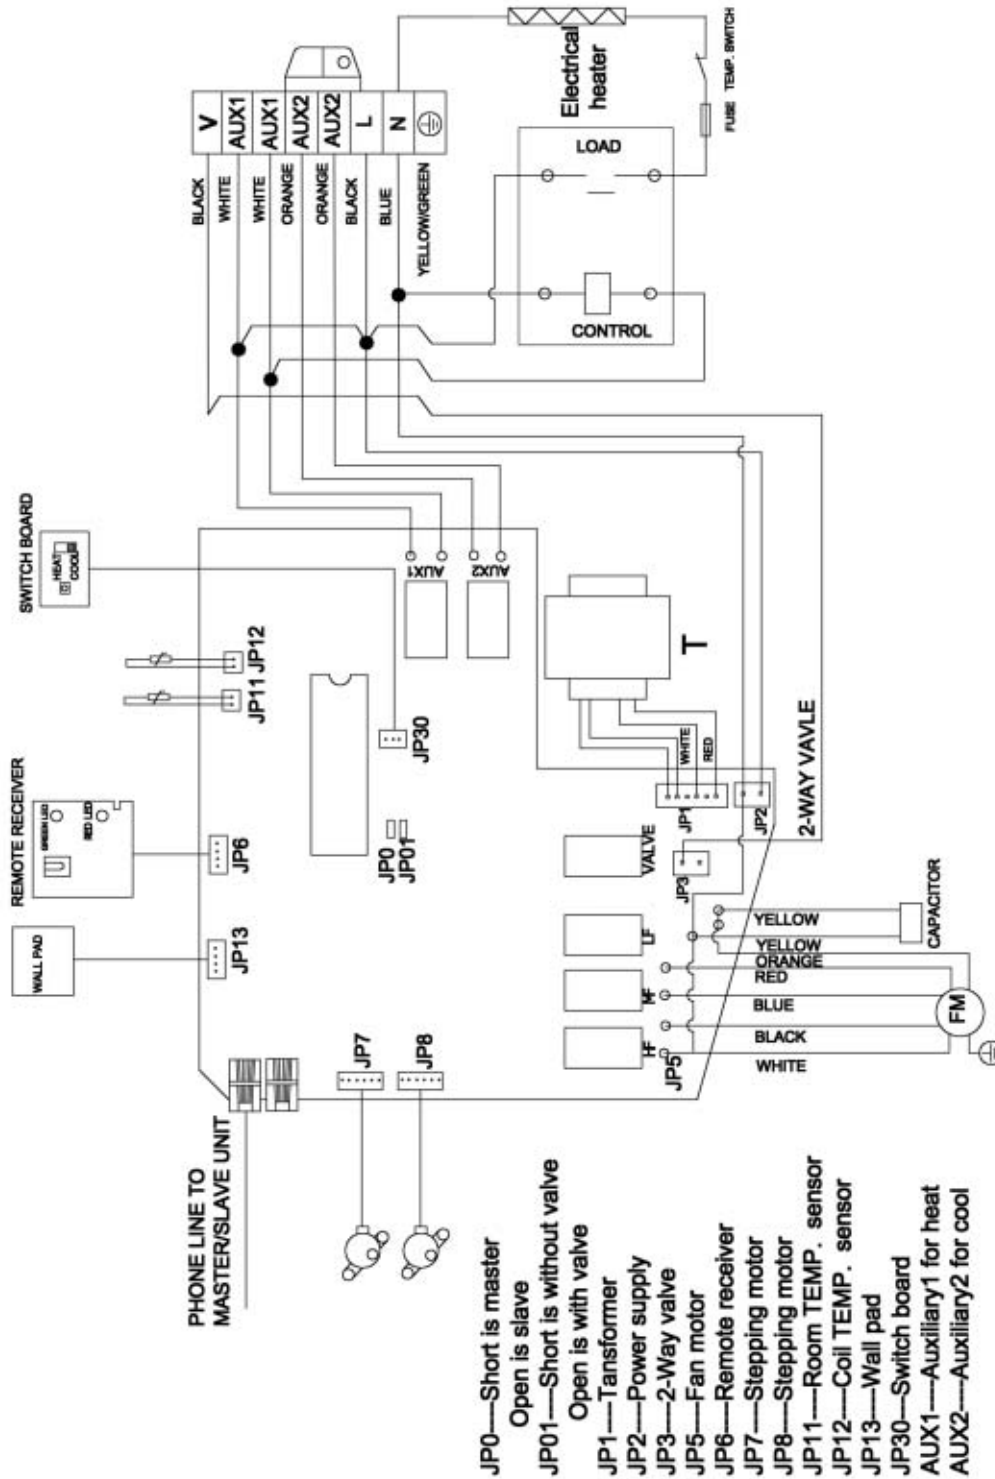 SWITCH BOARD
HEAT
COOL
REMOTE RECEIVER
GREEN LED
RED LED
WALL PAD
V
AUX1
AUX1
AUX2
AUX2
L
N
BLACK
WHITE
WHITE
ORANGE
ORANGE
BLACK
BLUE
YELLOW/GREEN
Electrical
heater
FUSE
TEMP. SWITCH
LOAD
CONTROL
JP12
JP11
JP6
JP13
JP30
JP0
JP01
AUX1
AUX2
T
WHITE
RED
JP1
JP2
JP3
2-WAY VAVLE
VALVE
LF
MF
HF
JP5
YELLOW
YELLOW
ORANGE
RED
BLUE
BLACK
WHITE
CAPACITOR
FM
JP7
JP8
PHONE LINE TO
MASTER/SLAVE UNIT
JP0----Short is master
Open is slave
JP01----Short is without valve
Open is with valve
JP1----Tansformer
JP2----Power supply
JP3----2-Way valve
JP5----Fan motor
JP6----Remote receiver
JP7----Stepping motor
JP8----Stepping motor
JP11----Room TEMP. sensor
JP12----Coil TEMP. sensor
JP13----Wall pad
JP30----Switch board
AUX1----Auxiliary1 for heat
AUX2----Auxiliary2 for cool